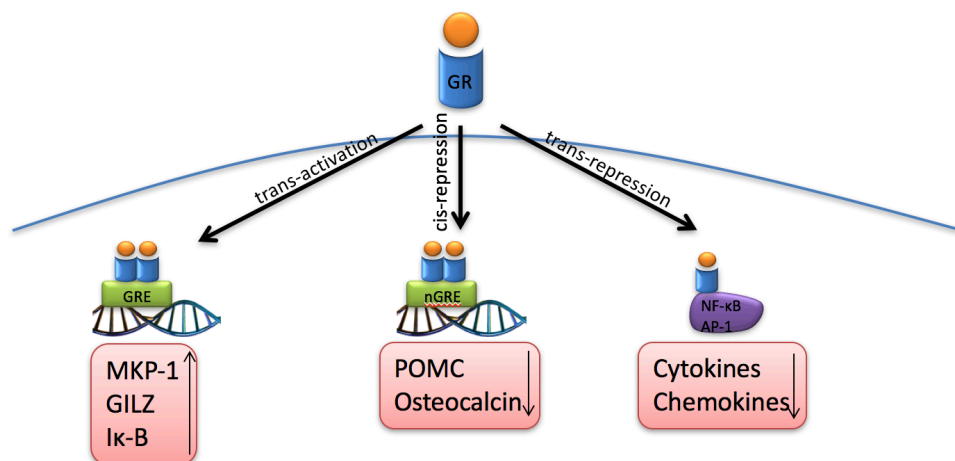 GR
trans-activation
cis-repression
trans-repression
GRE
nGRE
NF-κB
AP-1
MKP-1
GILZ
Iκ-B
POMC
Osteocalcin
Cytokines
Chemokines